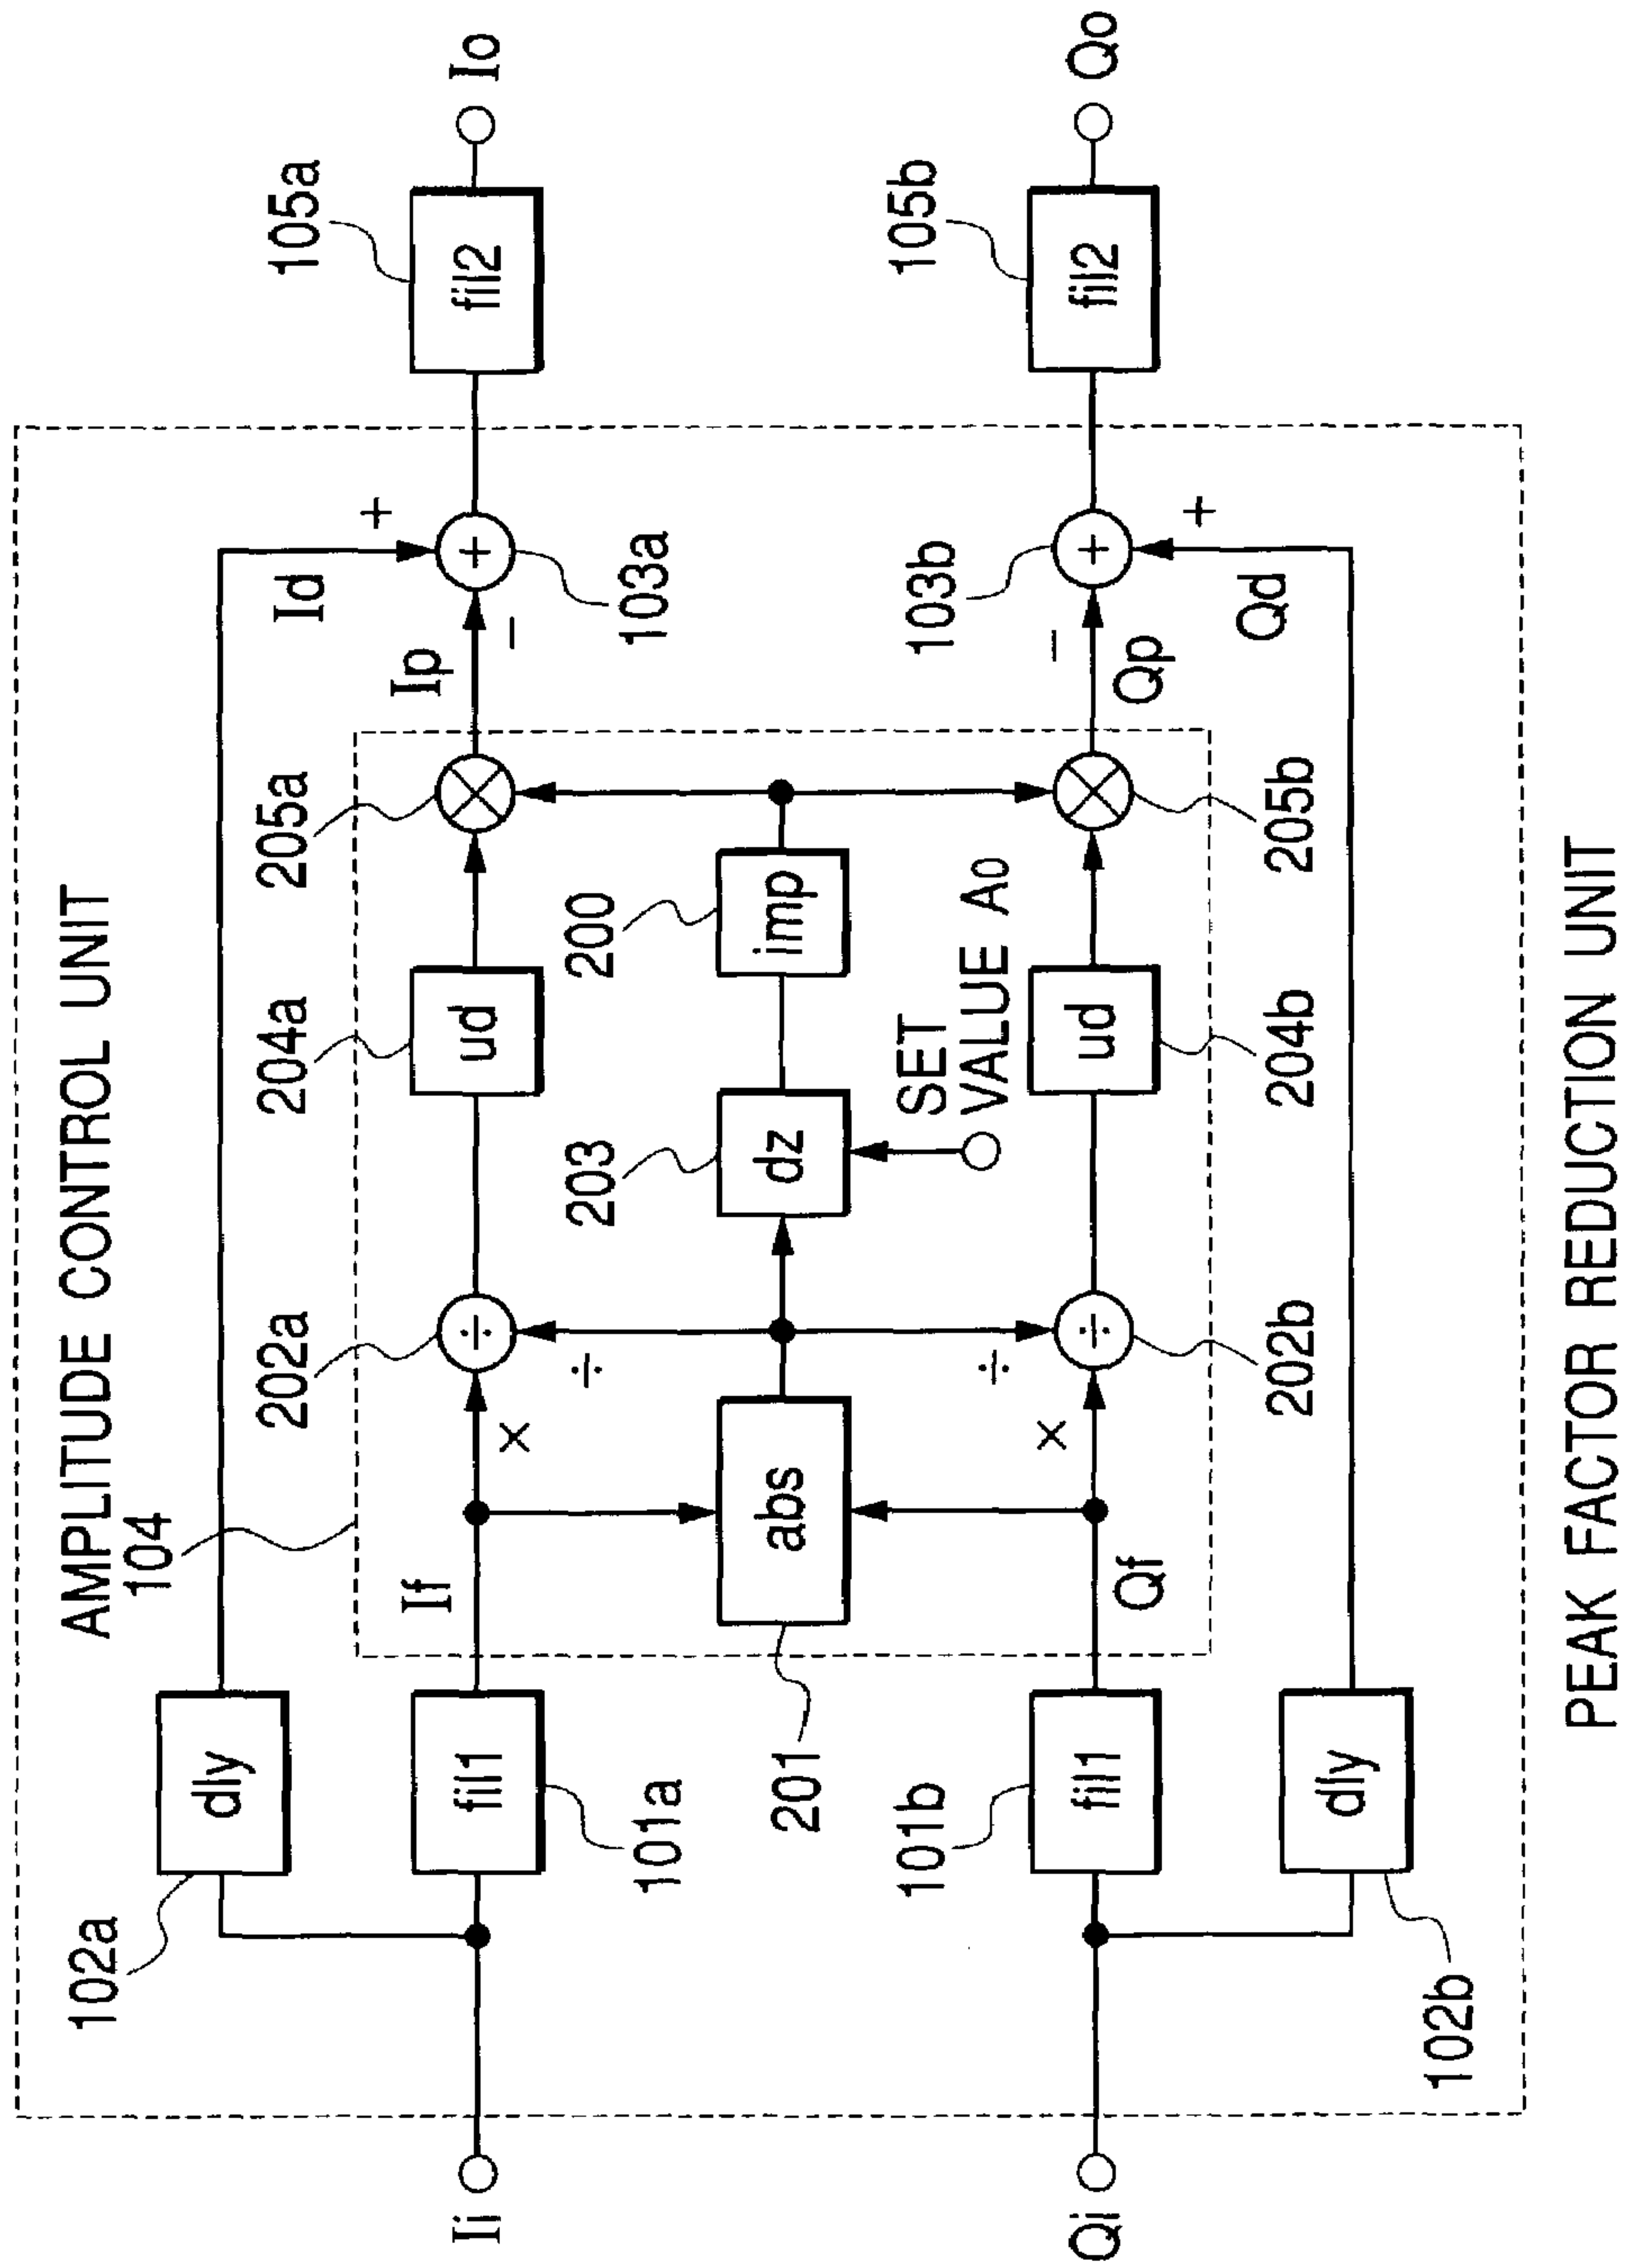 AMPLITUDE CONTROL UNIT
104
102a
dly
Id
+
Ii
fil1
101a
If
×
202a
÷
÷
204a
ud
205a
Ip
−
+
103a
105a
fil2
Io
201
abs
203
dz
200
imp
SET
VALUE A0
Qi
101b
fil1
Qf
×
÷
÷
202b
ud
204b
205b
Qp
−
103b
+
+
Qd
105b
fil2
Qo
dly
102b
PEAK FACTOR REDUCTION UNIT